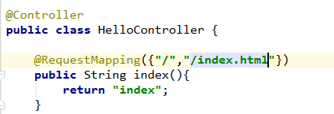 @Controller
public class HelloController {
@RequestMapping({"/","/index.html"})
public String index(){
return "index";
}